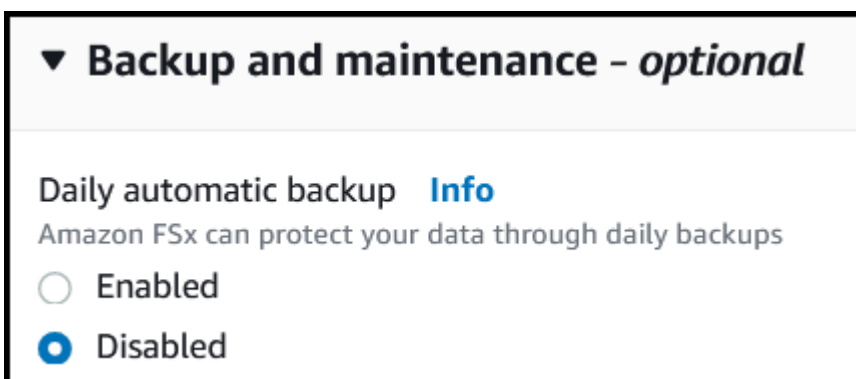 Backup and maintenance - optional
Daily automatic backup Info
Amazon FSx can protect your data through daily backups
Enabled
Disabled